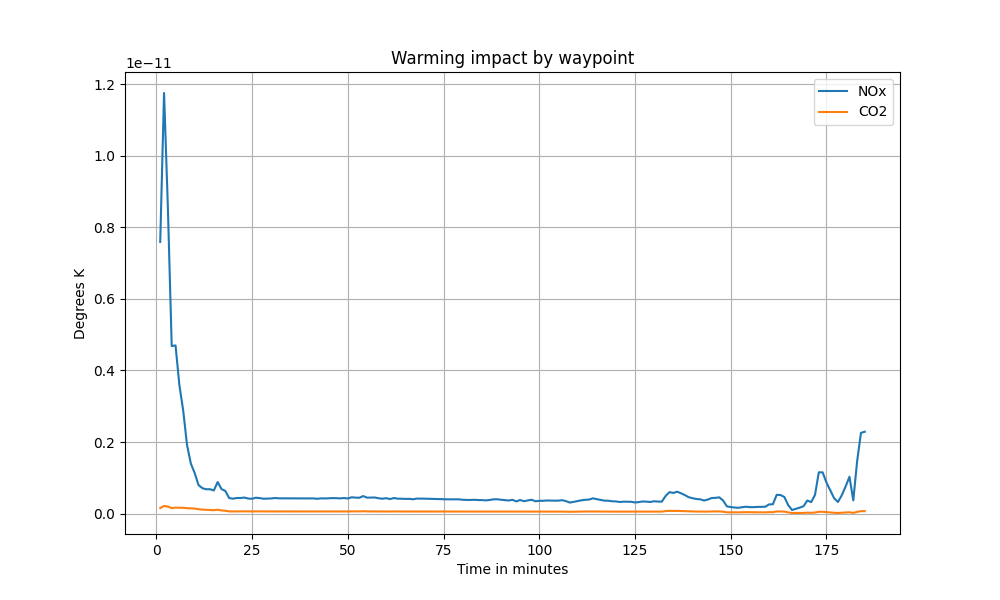 Warming impact by waypoint
1e−11
NOx
CO2
1.2
1.0
0.8
0.6
0.4
0.2
0.0
Degrees K
0 25 50 75 100 125 150 175
Time in minutes